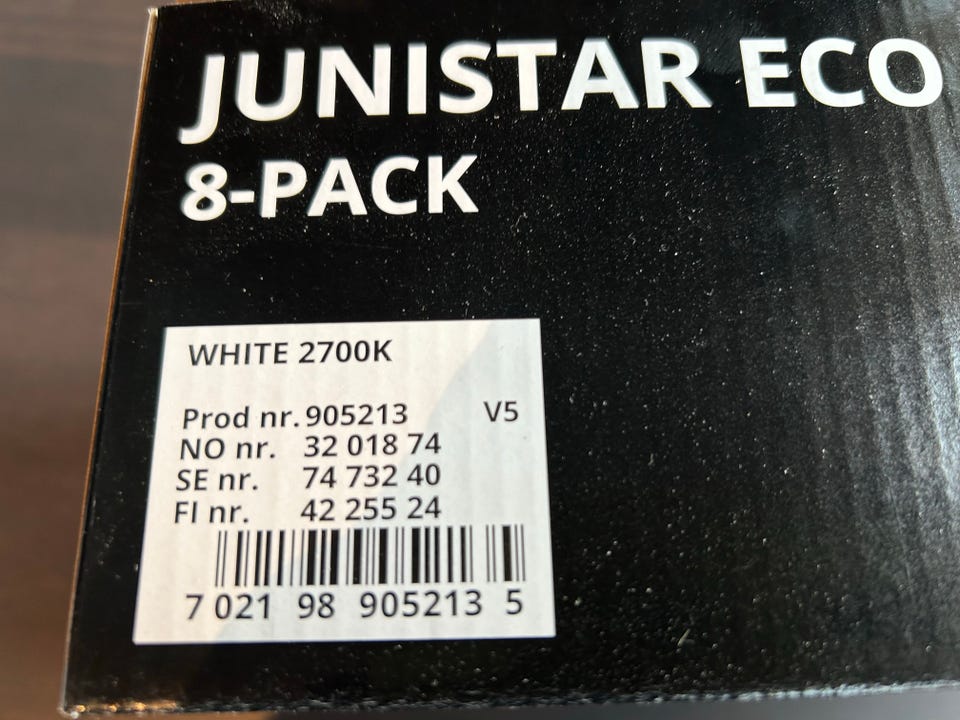 JUNISTAR ECO
8-PACK
WHITE 2700K
Prod nr. 905213 V5
NO nr. 32 018 74
SE nr. 74 732 40
FI nr. 42 255 24
7 021 98 905213 5